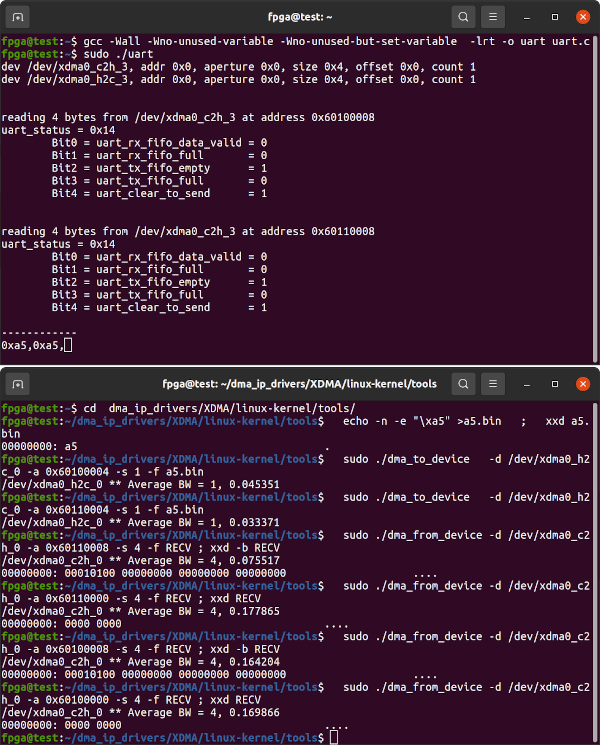 fpga@test: ~
fpga@test:~$ gcc -Wall -Wno-unused-variable -Wno-unused-but-set-variable  -lrt -o uart uart.c
fpga@test:~$ sudo ./uart
dev /dev/xdma0_c2h_3, addr 0x0, aperture 0x0, size 0x4, offset 0x0, count 1
dev /dev/xdma0_h2c_3, addr 0x0, aperture 0x0, size 0x4, offset 0x0, count 1
reading 4 bytes from /dev/xdma0_c2h_3 at address 0x60100008
uart_status = 0x14
Bit0 = uart_rx_fifo_data_valid = 0
Bit1 = uart_rx_fifo_full       = 0
Bit2 = uart_tx_fifo_empty      = 1
Bit3 = uart_tx_fifo_full       = 0
Bit4 = uart_clear_to_send      = 1
reading 4 bytes from /dev/xdma0_c2h_3 at address 0x60110008
uart_status = 0x14
Bit0 = uart_rx_fifo_data_valid = 0
Bit1 = uart_rx_fifo_full       = 0
Bit2 = uart_tx_fifo_empty      = 1
Bit3 = uart_tx_fifo_full       = 0
Bit4 = uart_clear_to_send      = 1
------------
0xa5,0xa5,
fpga@test: ~/dma_ip_drivers/XDMA/linux-kernel/tools
fpga@test:~$ cd  dma_ip_drivers/XDMA/linux-kernel/tools/
fpga@test:~/dma_ip_drivers/XDMA/linux-kernel/tools$   echo -n -e "\xa5" >a5.bin   ;   xxd a5.
bin
00000000: a5                                       .
fpga@test:~/dma_ip_drivers/XDMA/linux-kernel/tools$   sudo ./dma_to_device   -d /dev/xdma0_h2
c_0 -a 0x60100004 -s 1 -f a5.bin
/dev/xdma0_h2c_0 ** Average BW = 1, 0.045351
fpga@test:~/dma_ip_drivers/XDMA/linux-kernel/tools$   sudo ./dma_to_device   -d /dev/xdma0_h2
c_0 -a 0x60110004 -s 1 -f a5.bin
/dev/xdma0_h2c_0 ** Average BW = 1, 0.033371
fpga@test:~/dma_ip_drivers/XDMA/linux-kernel/tools$   sudo ./dma_from_device -d /dev/xdma0_c2
h_0 -a 0x60110008 -s 4 -f RECV ; xxd -b RECV
/dev/xdma0_c2h_0 ** Average BW = 4, 0.075517
00000000: 00010100 00000000 00000000 00000000                    ....
fpga@test:~/dma_ip_drivers/XDMA/linux-kernel/tools$   sudo ./dma_from_device -d /dev/xdma0_c2
h_0 -a 0x60110000 -s 4 -f RECV ; xxd RECV
/dev/xdma0_c2h_0 ** Average BW = 4, 0.177865
00000000: 0000 0000                                ....
fpga@test:~/dma_ip_drivers/XDMA/linux-kernel/tools$   sudo ./dma_from_device -d /dev/xdma0_c2
h_0 -a 0x60100008 -s 4 -f RECV ; xxd -b RECV
/dev/xdma0_c2h_0 ** Average BW = 4, 0.164204
00000000: 00010100 00000000 00000000 00000000                    ....
fpga@test:~/dma_ip_drivers/XDMA/linux-kernel/tools$   sudo ./dma_from_device -d /dev/xdma0_c2
h_0 -a 0x60100000 -s 4 -f RECV ; xxd RECV
/dev/xdma0_c2h_0 ** Average BW = 4, 0.169866
00000000: 0000 0000                                ....
fpga@test:~/dma_ip_drivers/XDMA/linux-kernel/tools$